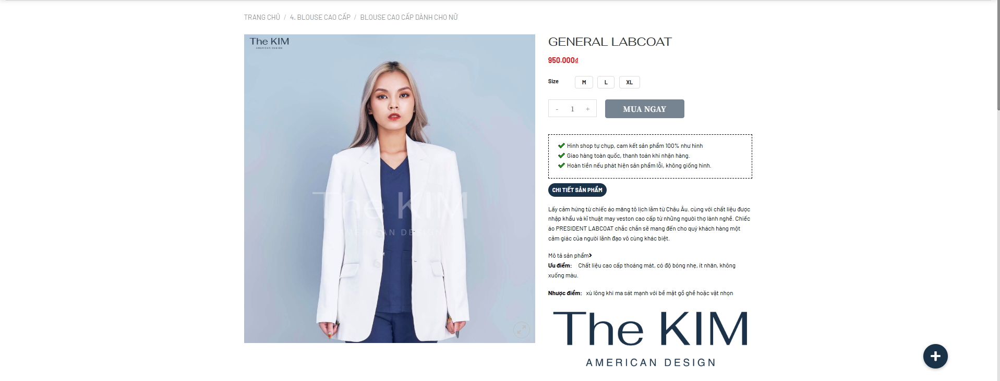 TRANG CHỦ / 4. BLOUSE CAO CẤP / BLOUSE CAO CẤP DÀNH CHO NỮ
The KIM
AMERICAN DESIGN
The KIM
AMERICAN DESIGN
GENERAL LABCOAT
950.000₫
Size M L XL
- 1 + MUA NGAY
Hình shop tự chụp, cam kết sản phẩm 100% như hình
Giao hàng toàn quốc, thanh toán khi nhận hàng.
Hoàn tiền nếu phát hiện sản phẩm lỗi, không giống hình.
CHI TIẾT SẢN PHẨM
Lấy cảm hứng từ chiếc áo măng tô lịch lãm từ Châu Âu. cùng với chất liệu được
nhập khẩu và kĩ thuật may veston cao cấp từ những người thợ lành nghề. Chiếc
áo PRESIDENT LABCOAT chắc chắn sẽ mang đến cho quý khách hàng một
cảm giác của người lãnh đạo vô cùng khác biệt.
Mô tả sản phẩm
Ưu điểm: Chất liệu cao cấp thoáng mát, có độ bóng nhẹ, ít nhăn, không
xuống màu.
Nhược điểm: xù lông khi ma sát mạnh với bề mặt gồ ghề hoặc vật nhọn
The KIM
AMERICAN DESIGN